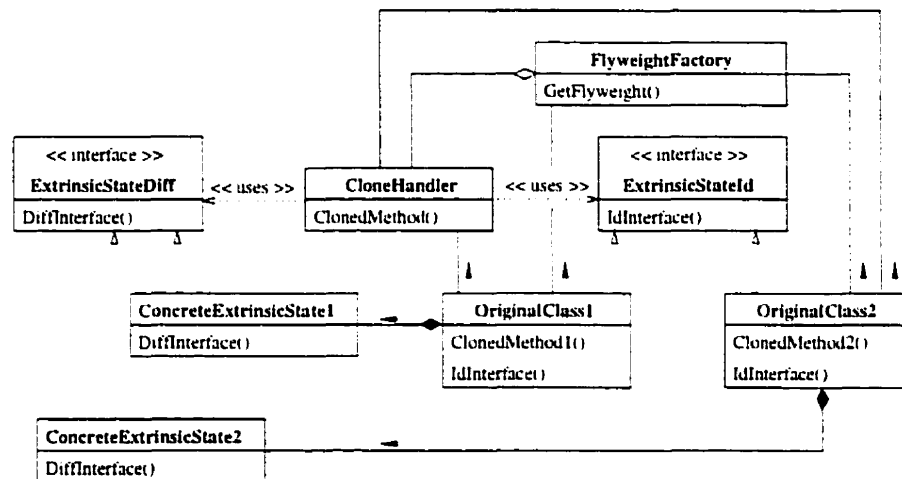 FlyweightFactory
GetFlyweight()
<< interface >>
ExtrinsicStateDiff
DiffInterface()
<< uses >>
CloneHandler
ClonedMethod()
<< uses >>
<< interface >>
ExtrinsicStateId
IdInterface()
ConcreteExtrinsicState1
DiffInterface()
OriginalClass1
ClonedMethod1()
IdInterface()
OriginalClass2
ClonedMethod2()
IdInterface()
ConcreteExtrinsicState2
DiffInterface()